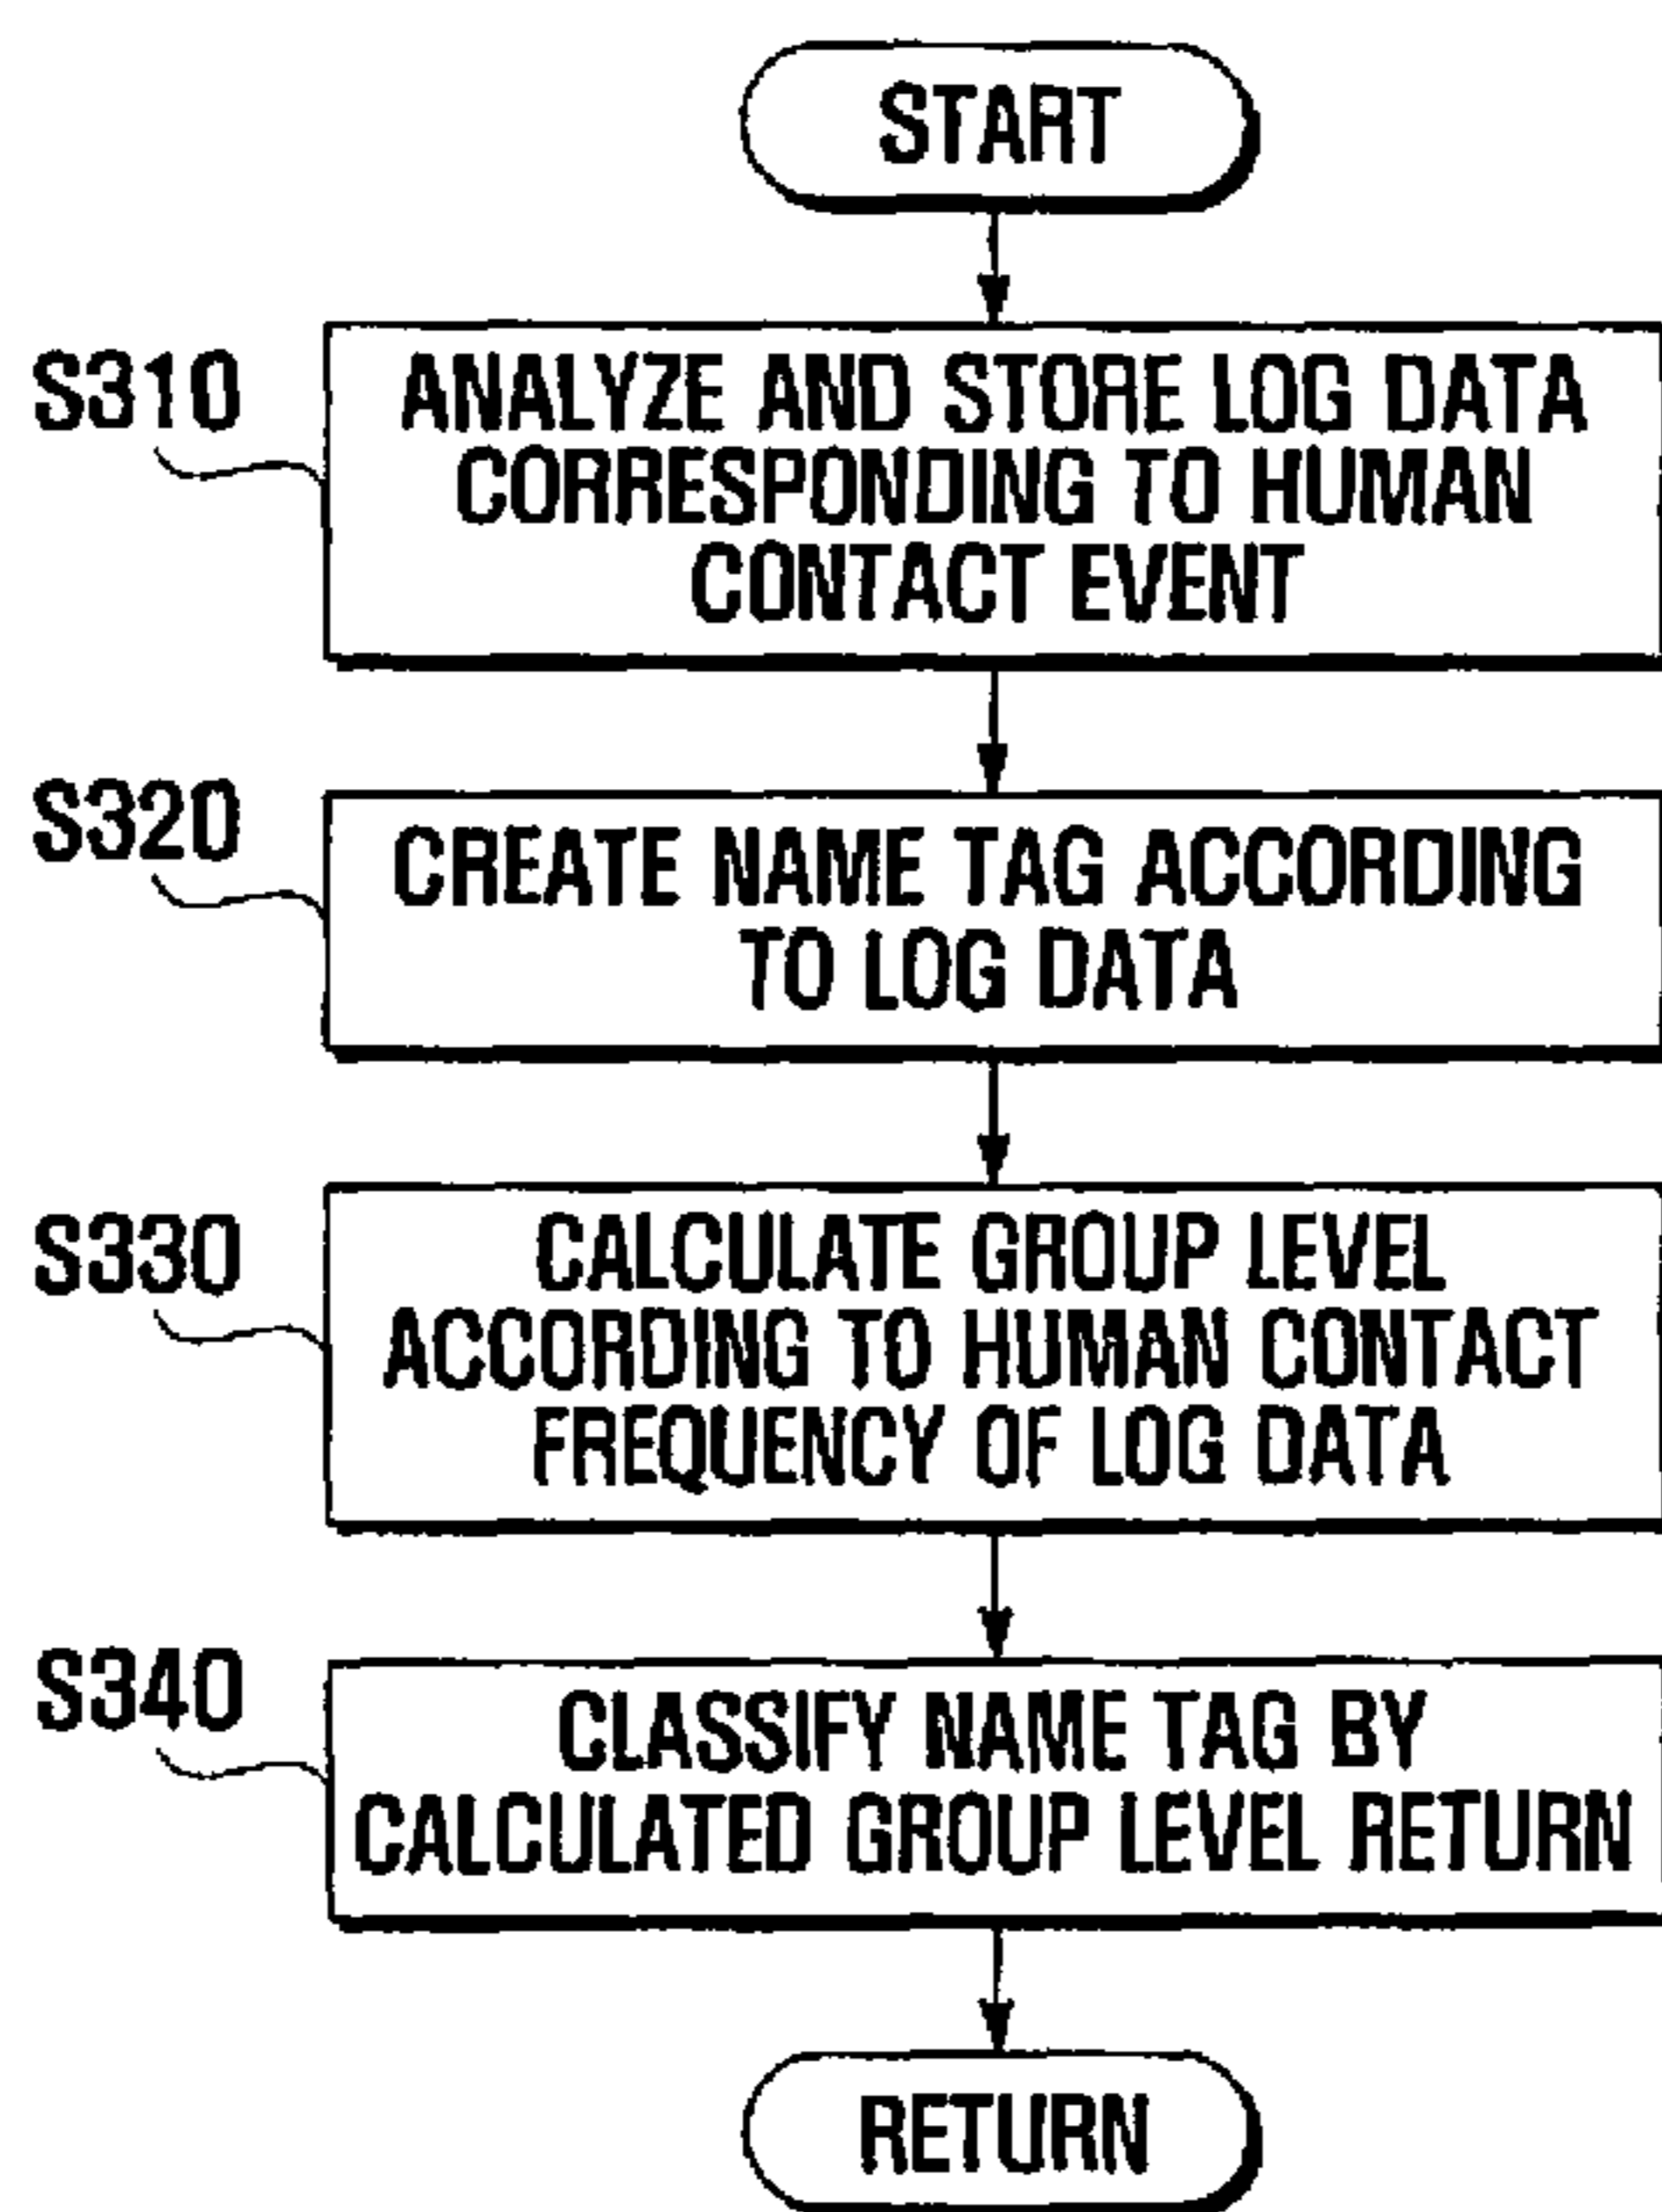 START
S310
ANALYZE AND STORE LOG DATA
CORRESPONDING TO HUMAN
CONTACT EVENT
S320
CREATE NAME TAG ACCORDING
TO LOG DATA
S330
CALCULATE GROUP LEVEL
ACCORDING TO HUMAN CONTACT
FREQUENCY OF LOG DATA
S340
CLASSIFY NAME TAG BY
CALCULATED GROUP LEVEL RETURN
RETURN